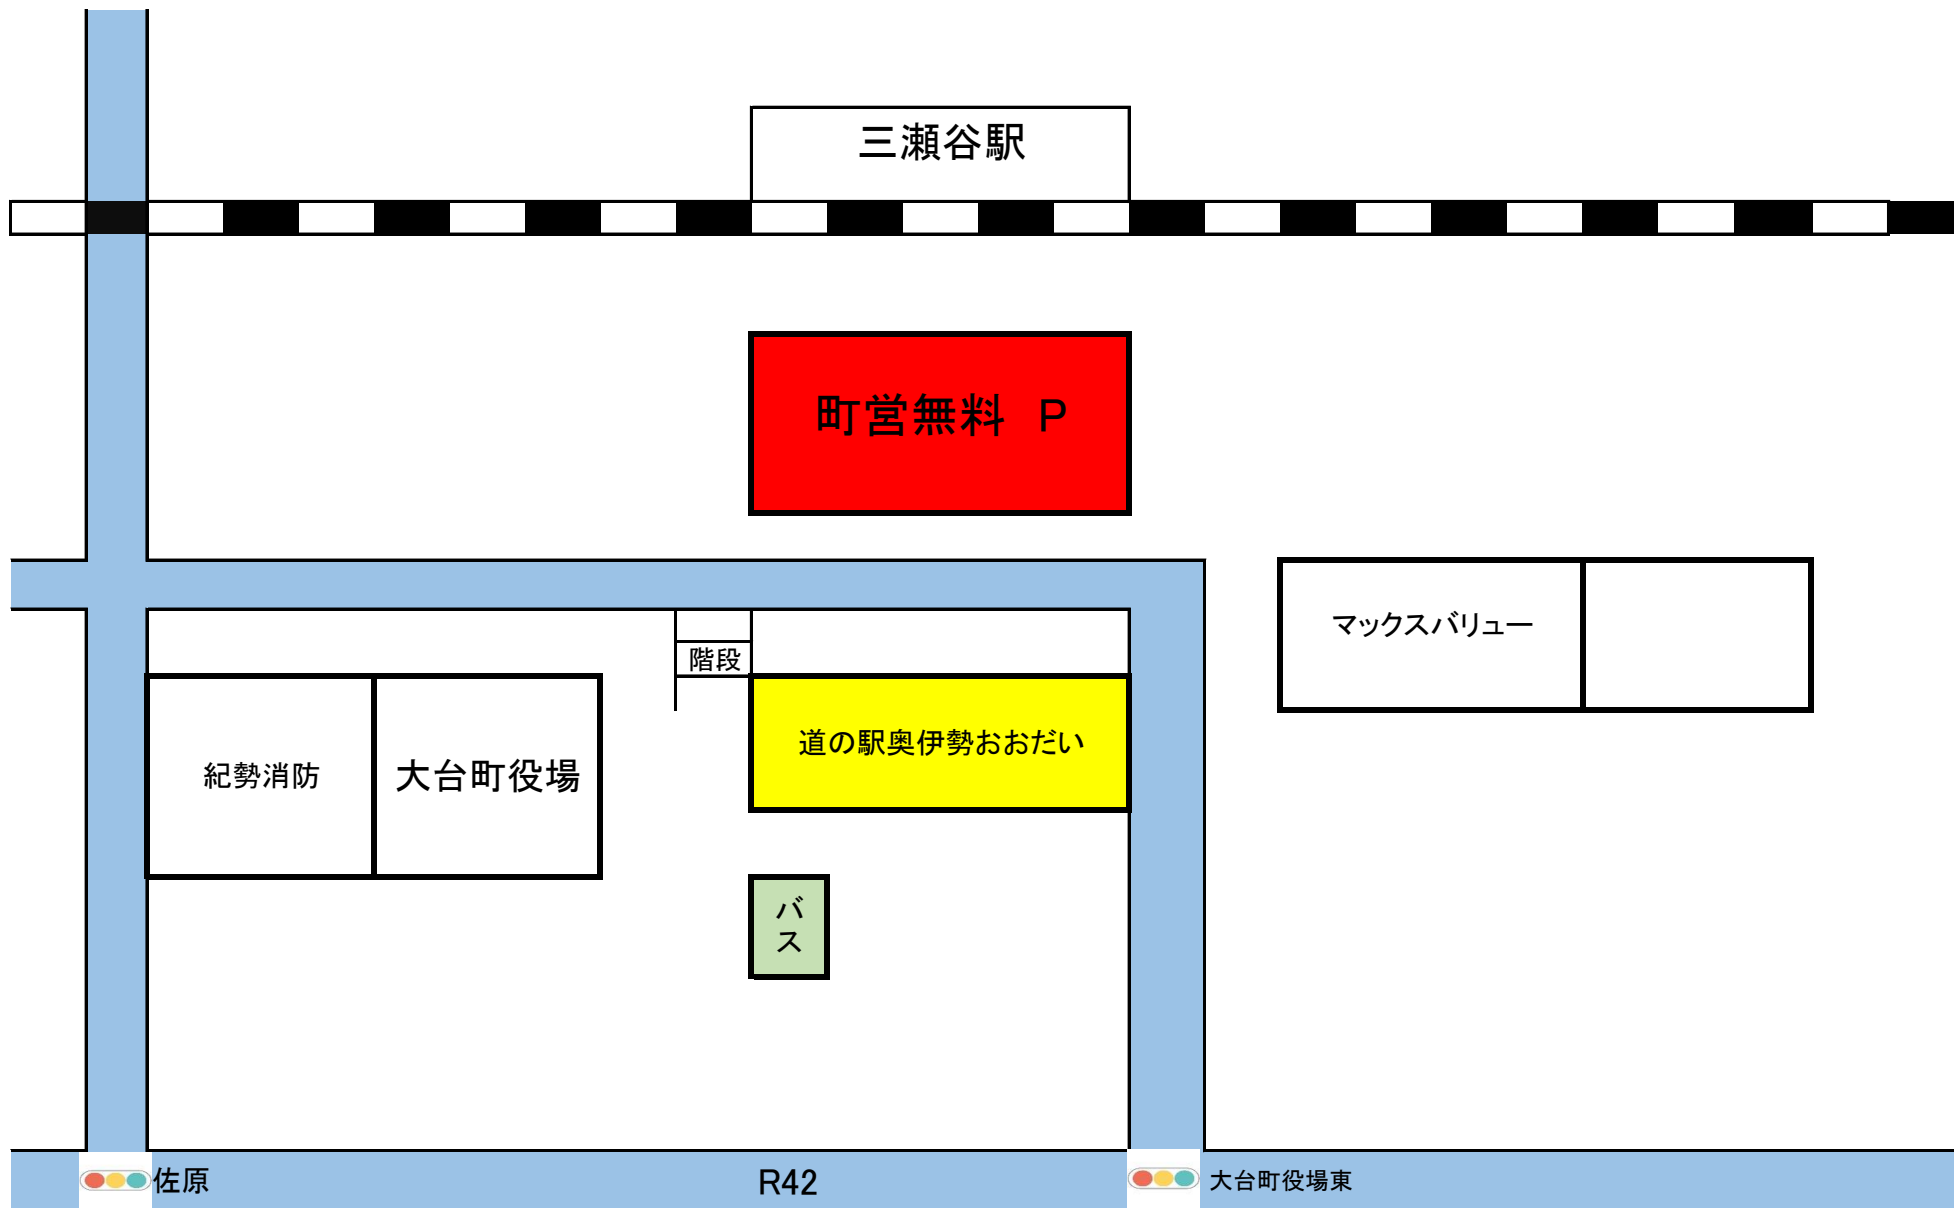 三瀬谷駅
町営無料　P
マックスバリュー
階段
道の駅奥伊勢おおだい
紀勢消防
大台町役場
バ
ス
佐原
R42
大台町役場東